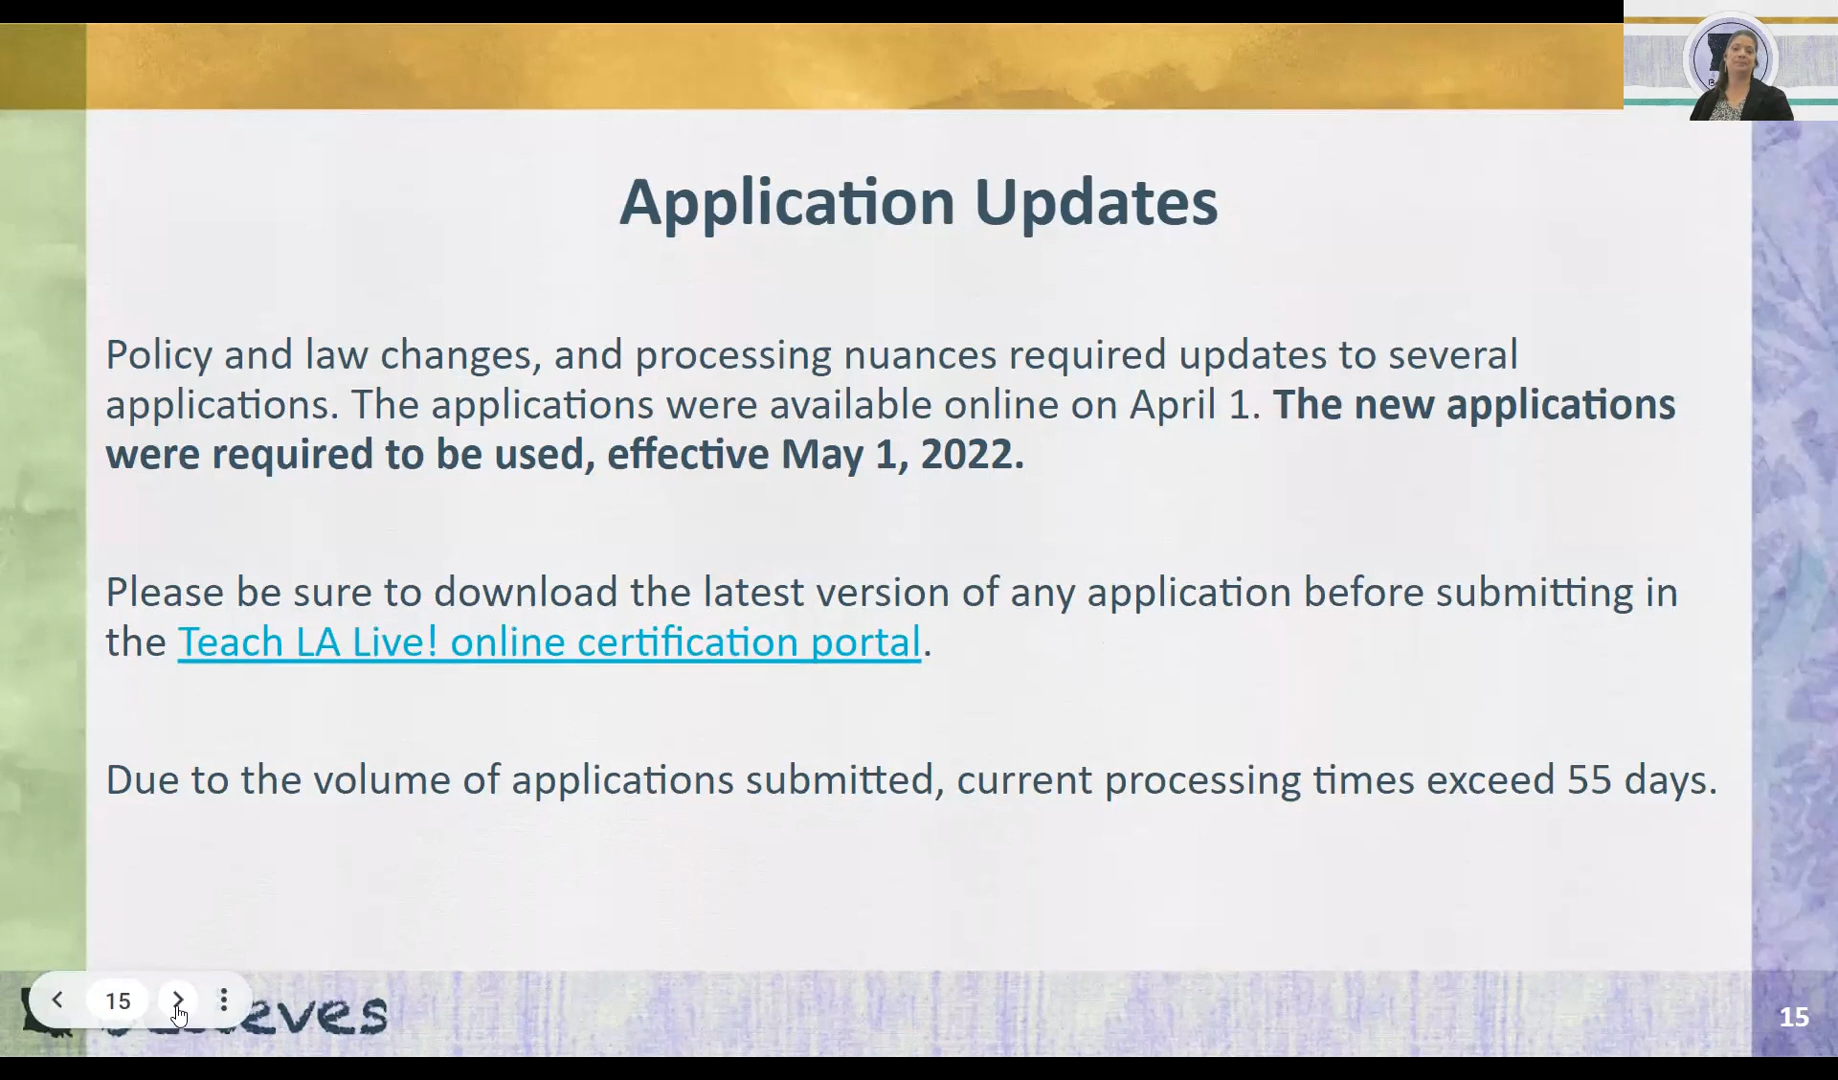 Application Updates
Policy and law changes, and processing nuances required updates to several
applications. The applications were available online on April 1. The new applications
were required to be used, effective May 1, 2022.
Please be sure to download the latest version of any application before submitting in
the Teach LA Live! online certification portal.
Due to the volume of applications submitted, current processing times exceed 55 days.
15
eves
15